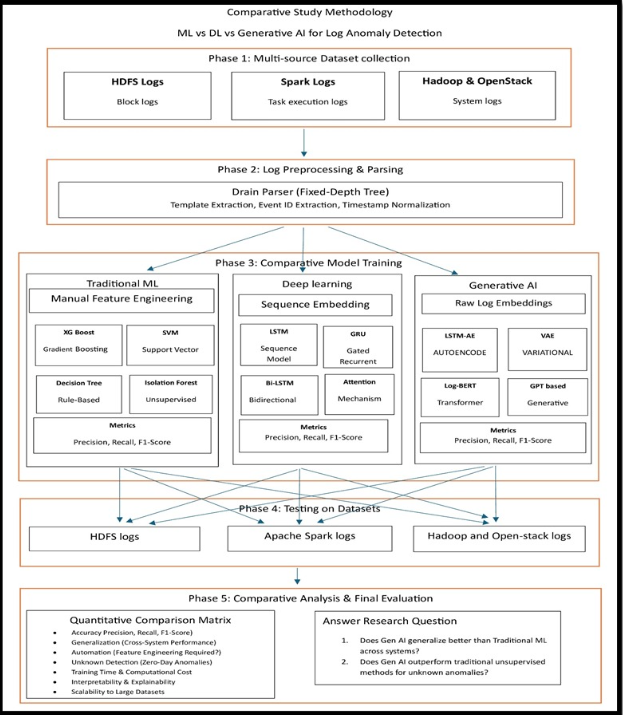 Comparative Study Methodology
ML vs DL vs Generative AI for Log Anomaly Detection
Phase 1: Multi-source Dataset collection
HDFS Logs
Block logs
Spark Logs
Task execution logs
Hadoop & OpenStack
System logs
Phase 2: Log Preprocessing & Parsing
Drain Parser (Fixed-Depth Tree)
Template Extraction, Event ID Extraction, Timestamp Normalization
Phase 3: Comparative Model Training
Traditional ML
Manual Feature Engineering
XG Boost
Gradient Boosting
SVM
Support Vector
Decision Tree
Rule-Based
Isolation Forest
Unsupervised
Metrics
Precision, Recall, F1-Score
Deep learning
Sequence Embedding
LSTM
Sequence
Model
GRU
Gated
Recurrent
Bi-LSTM
Bidirectional
Attention
Mechanism
Metrics
Precision, Recall, F1-Score
Generative AI
Raw Log Embeddings
LSTM-AE
AUTOENCODE
VAE
VARIATIONAL
Log-BERT
Transformer
GPT based
Generative
Metrics
Precision, Recall, F1-Score
Phase 4: Testing on Datasets
HDFS logs
Apache Spark logs
Hadoop and Open-stack logs
Phase 5: Comparative Analysis & Final Evaluation
Quantitative Comparison Matrix
• Accuracy Precision, Recall, F1-Score)
• Generalization (Cross-System Performance)
• Automation (Feature Engineering Required?)
• Unknown Detection (Zero-Day Anomalies)
• Training Time & Computational Cost
• Interpretability & Explainability
• Scalability to Large Datasets
Answer Research Question
1. Does Gen AI generalize better than Traditional ML
across systems?
2. Does Gen AI outperform traditional unsupervised
methods for unknown anomalies?